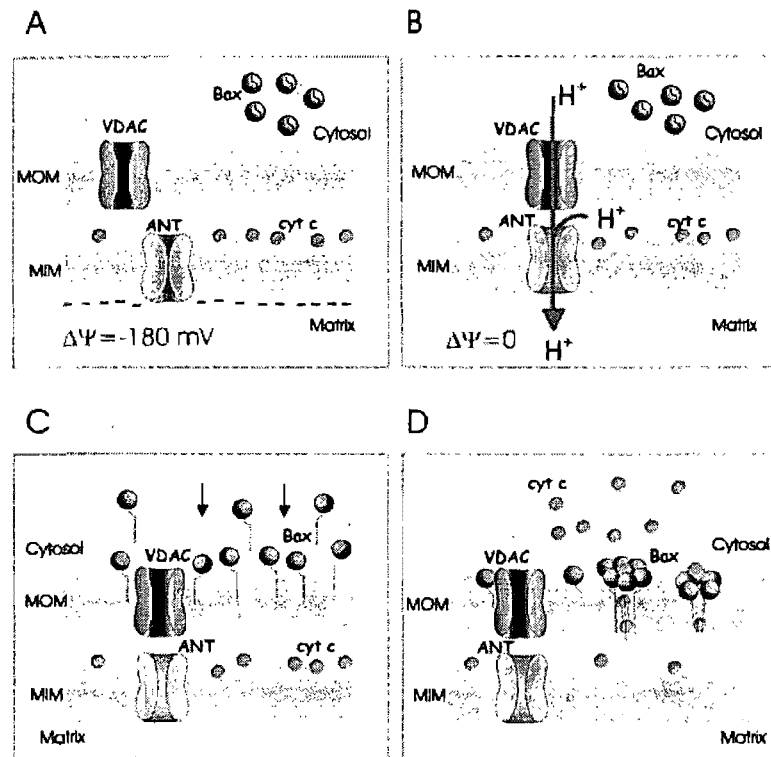 A
Bax
VDAC
Cytosol
MOM
ANT
cyt c
MIM
Matrix
ΔΨ=-180 mV
B
Bax
H+
VDAC
Cytosol
MOM
ANT
H+
cyt c
MIM
Matrix
ΔΨ=0
H+
C
Bax
Cytosol
VDAC
MOM
ANT
cyt c
MIM
Matrix
D
cyt c
VDAC
Bax
Cytosol
MOM
ANT
MIM
Matrix